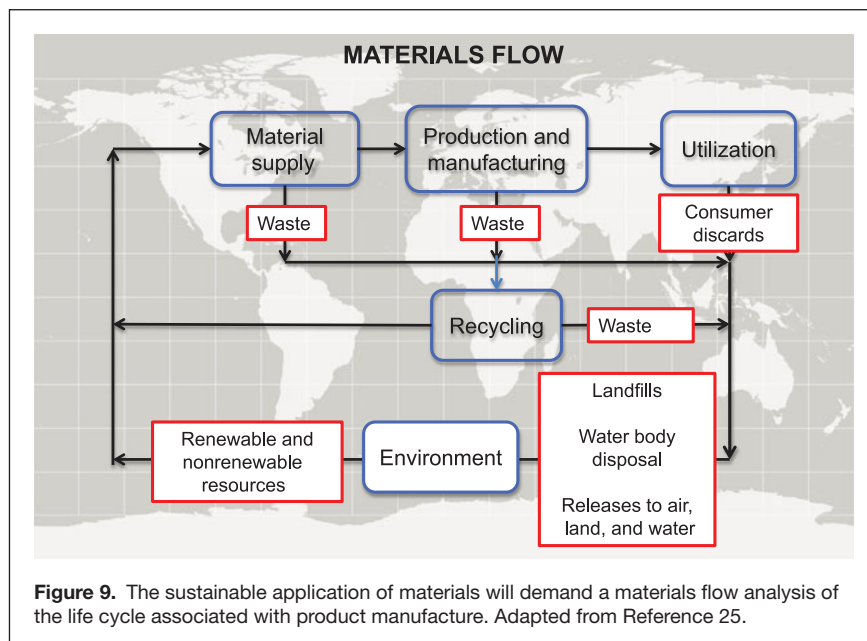 MATERIALS FLOW
Material
supply
Production and
manufacturing
Utilization
Waste
Waste
Consumer
discards
Recycling
Waste
Renewable and
nonrenewable
resources
Environment
Landfills
Water body
disposal
Releases to air,
land, and water
Figure 9. The sustainable application of materials will demand a materials flow analysis of
the life cycle associated with product manufacture. Adapted from Reference 25.